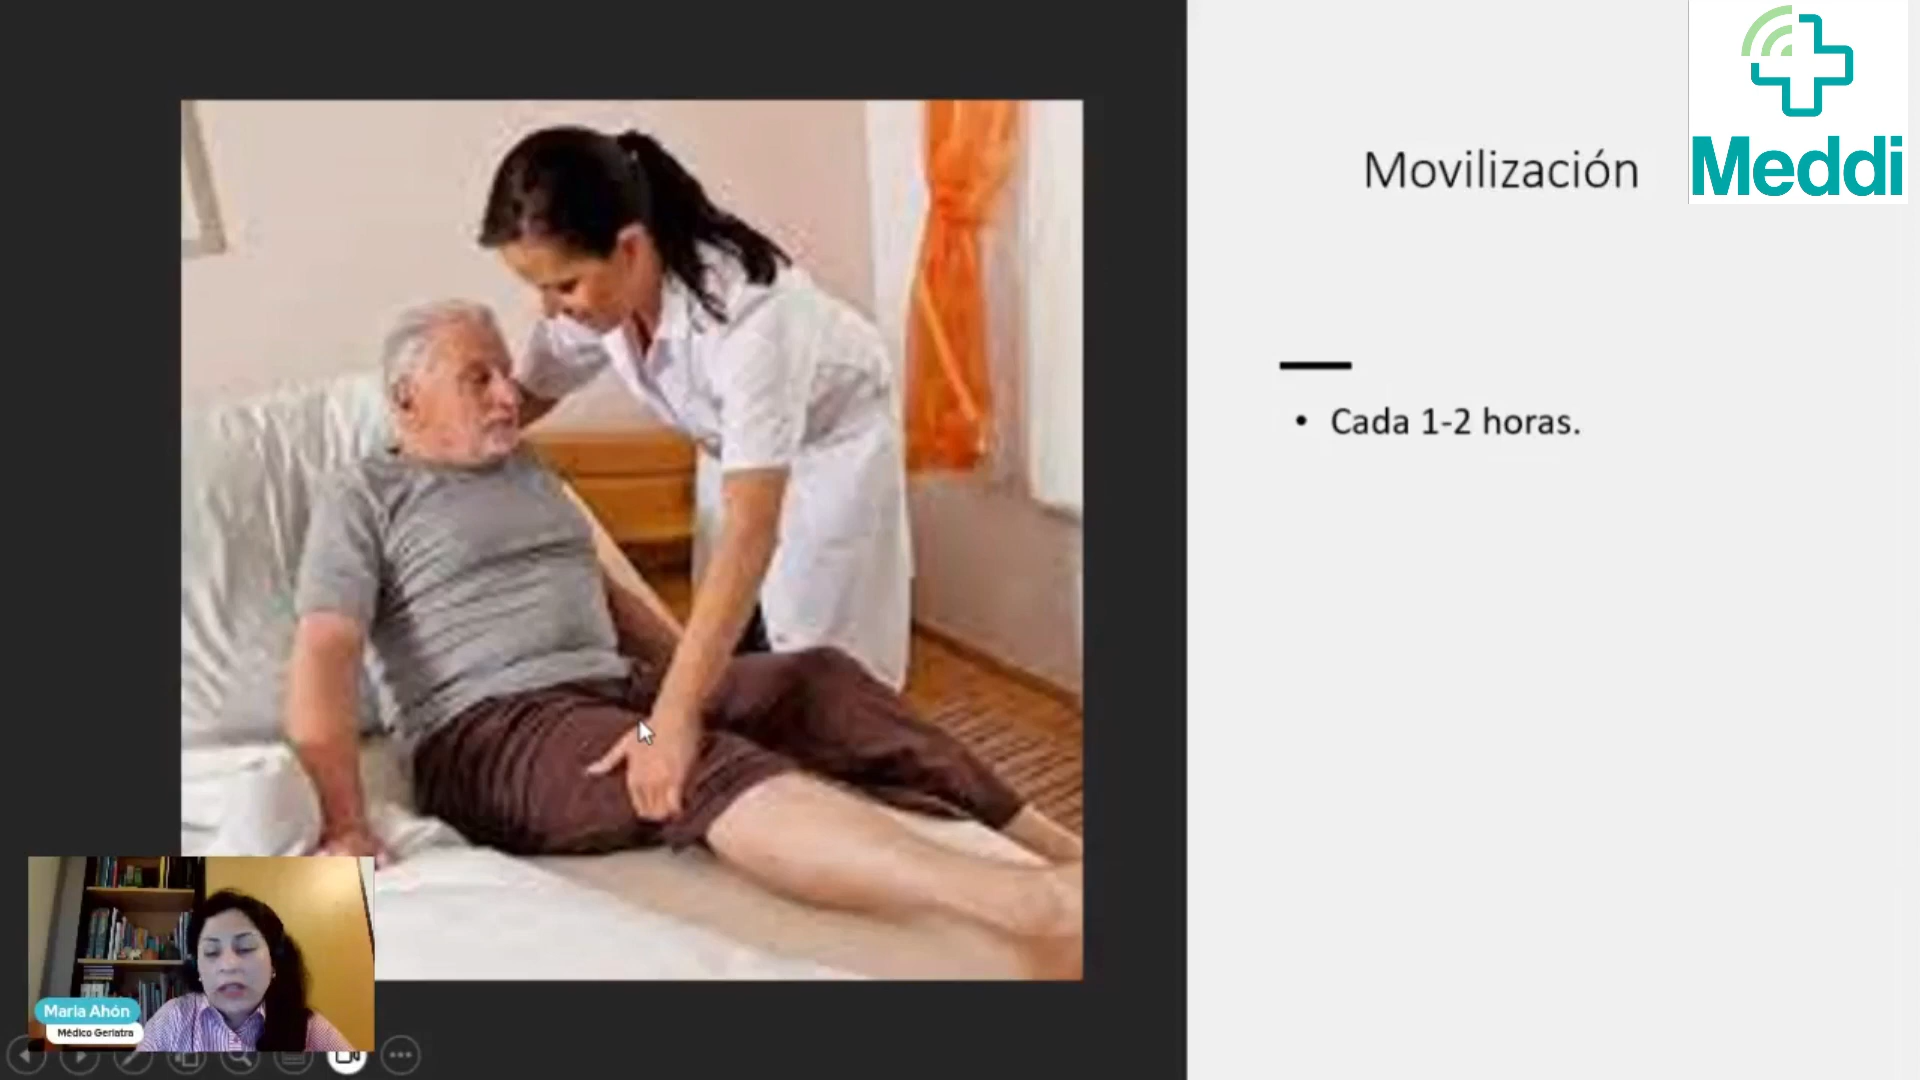 Movilización
Meddi
• Cada 1-2 horas.
Maria Ahón
Médico Geriatra